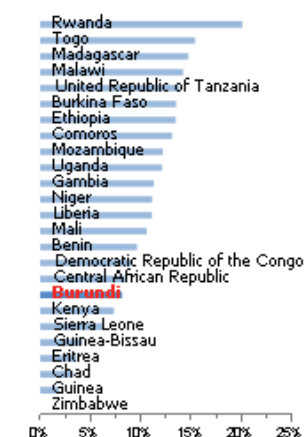 Rwanda
Togo
Madagascar
Malawi
United Republic of Tanzania
Burkina Faso
Ethiopia
Comoros
Mozambique
Uganda
Gambia
Niger
Liberia
Mali
Benin
Democratic Republic of the Congo
Central African Republic
Burundi
Kenya
Sierra Leone
Guinea-Bissau
Eritrea
Chad
Guinea
Zimbabwe
0% 5% 10% 15% 20% 25%